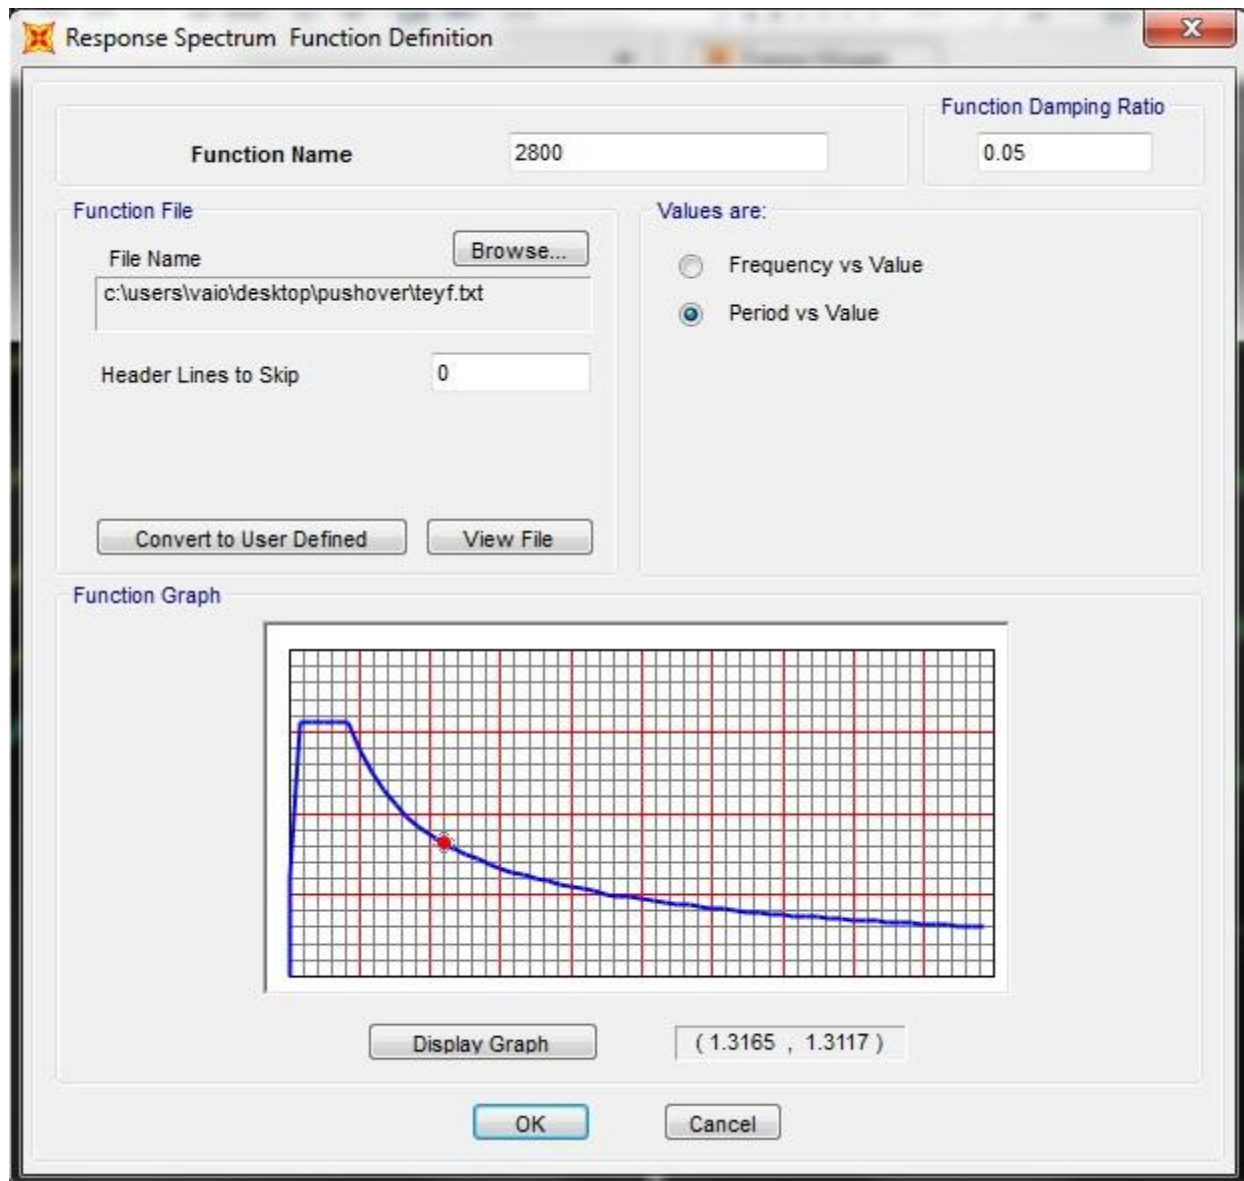 Response Spectrum Function Definition
Function Damping Ratio
Function Name 2800 0.05
Function File
Values are:
File Name Browse...
c:\users\vaio\desktop\pushover\teyf.txt
Frequency vs Value
Period vs Value
Header Lines to Skip 0
Convert to User Defined View File
Function Graph
Display Graph ( 1.3165 , 1.3117 )
OK Cancel